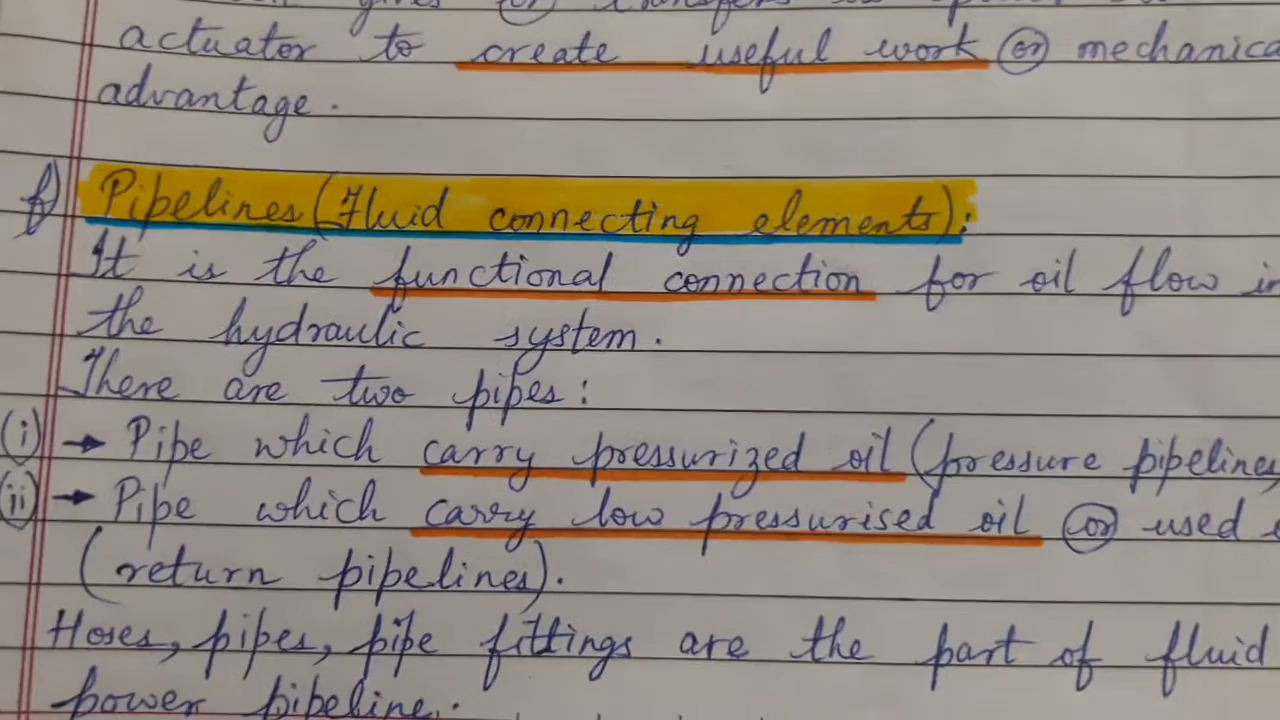 gives or transfers
actuator to create useful work or mechanica
advantage.
f) Pipelines (Fluid connecting elements):
It is the functional connection for oil flow in
the hydraulic system.
There are two pipes:
(i) → Pipe which carry pressurized oil (pressure pipelines
(ii) → Pipe which carry low pressurised oil or used
(return pipelines).
Hoses, pipes, pipe fittings are the part of fluid
power pipeline.